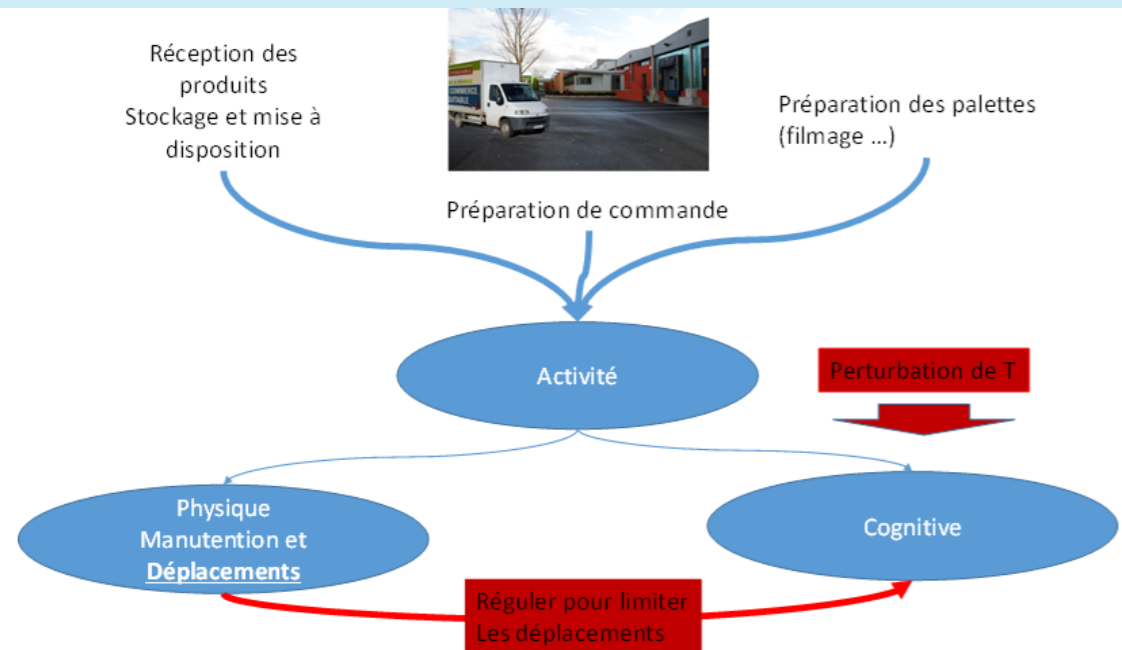 Réception des
produits
Stockage et mise à
disposition
COMMERCE
Préparation des palettes
(filmage ...)
Préparation de commande
Activité
Perturbation de T
Physique
Manutention et
Déplacements
Cognitive
Réguler pour limiter
Les déplacements